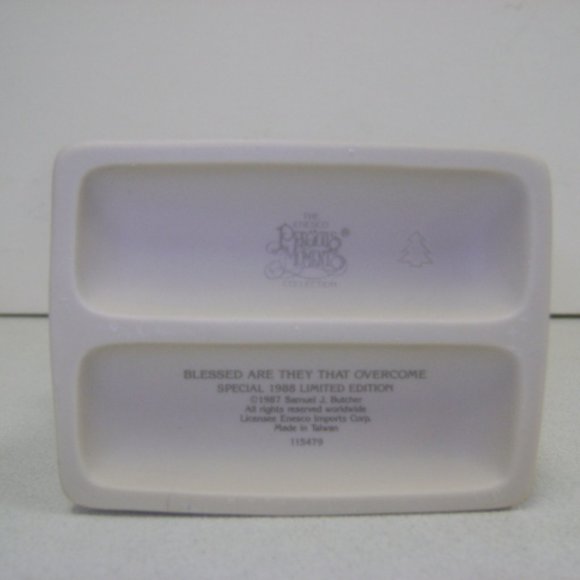 THE
ENESCO
PRECIOUS
MOMENTS®
COLLECTION
BLESSED ARE THEY THAT OVERCOME
SPECIAL 1988 LIMITED EDITION
©1987 Samuel J. Butcher
All rights reserved worldwide
Licensee Enesco Imports Corp.
Made in Taiwan
115479